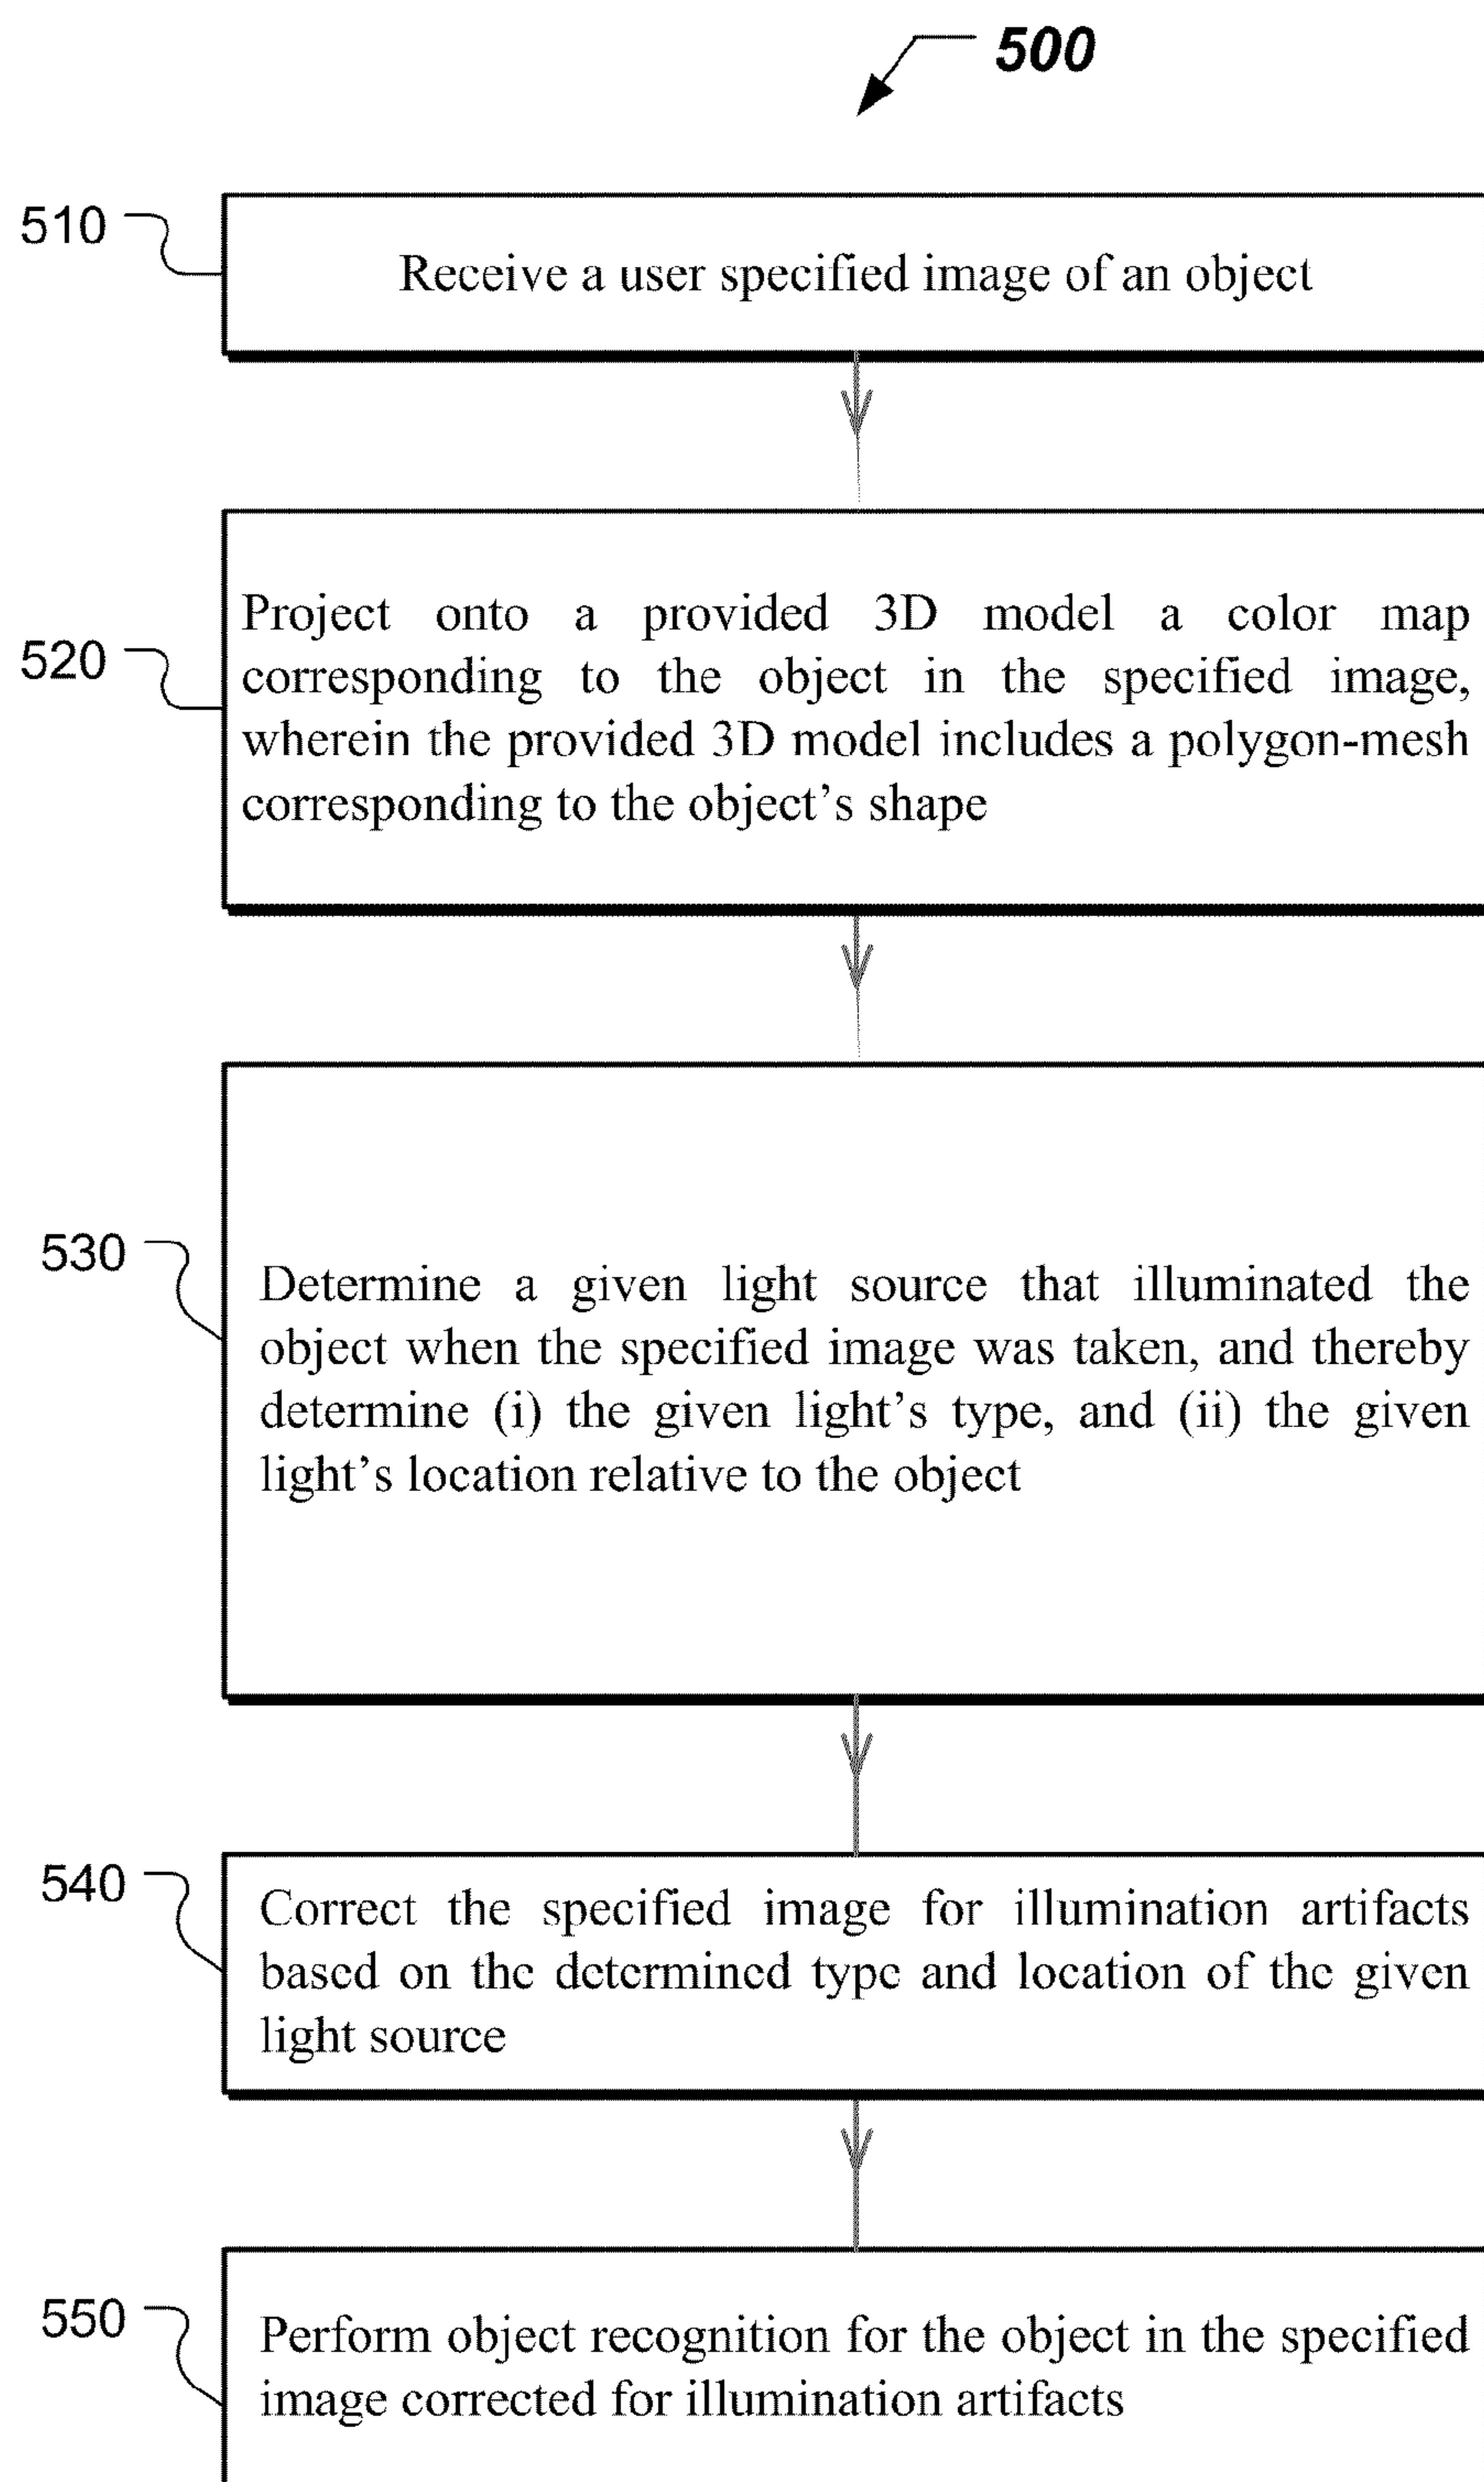 500
510
Receive a user specified image of an object
520
Project onto a provided 3D model a color map
corresponding to the object in the specified image,
wherein the provided 3D model includes a polygon-mesh
corresponding to the object’s shape
530
Determine a given light source that illuminated the
object when the specified image was taken, and thereby
determine (i) the given light’s type, and (ii) the given
light’s location relative to the object
540
Correct the specified image for illumination artifacts
based on the determined type and location of the given
light source
550
Perform object recognition for the object in the specified
image corrected for illumination artifacts